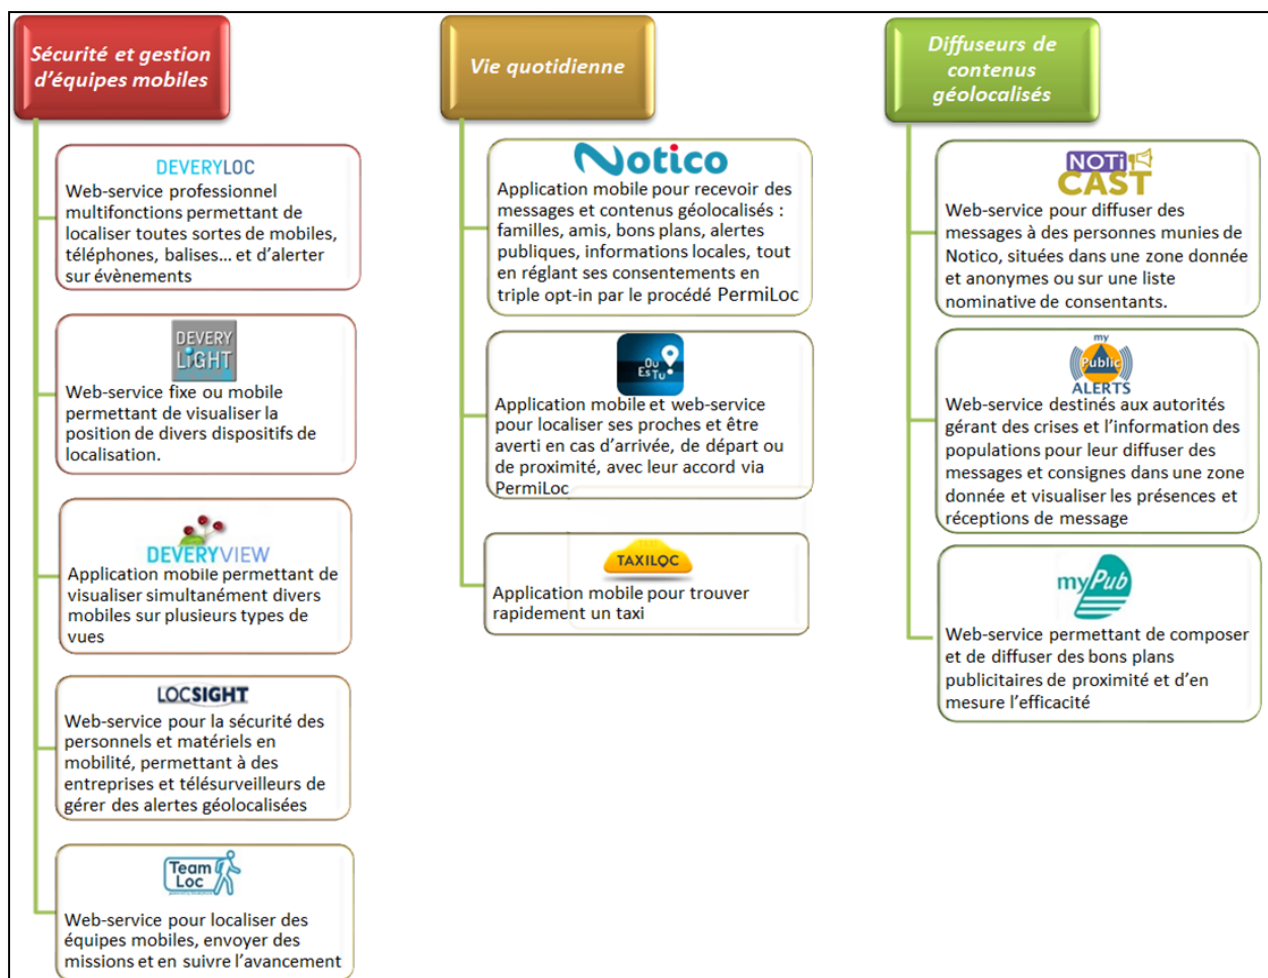 Sécurité et gestion
d'équipes mobiles
DEVERYLOC
Web-service professionnel
multifonctions permettant de
localiser toutes sortes de mobiles,
téléphones, balises... et d'alerter
sur évènements
DEVERY
LiGHT
Web-service fixe ou mobile
permettant de visualiser la
position de divers dispositifs de
localisation.
DEVERYVIEW
Application mobile permettant de
visualiser simultanément divers
mobiles sur plusieurs types de
vues
LOCSIGHT
Web-service pour la sécurité des
personnels et matériels en
mobilité, permettant à des
entreprises et télésurveilleurs de
gérer des alertes géolocalisées
Team
Loc
Web-service pour localiser des
équipes mobiles, envoyer des
missions et en suivre l'avancement
Vie quotidienne
Notico
Application mobile pour recevoir des
messages et contenus géolocalisés :
familles, amis, bons plans, alertes
publiques, informations locales, tout
en réglant ses consentements en
triple opt-in par le procédé PermiLoc
Ou
EsTu
Application mobile et web-service
pour localiser ses proches et être
averti en cas d'arrivée, de départ ou
de proximité, avec leur accord via
PermiLoc
TAXILOC
Application mobile pour trouver
rapidement un taxi
Diffuseurs de
contenus
géolocalisés
NOTi
CAST
Web-service pour diffuser des
messages à des personnes munies de
Notico, situées dans une zone donnée
et anonymes ou sur une liste
nominative de consentants.
my
Public
ALERTS
Web-service destinés aux autorités
gérant des crises et l'information des
populations pour leur diffuser des
messages et consignes dans une zone
donnée et visualiser les présences et
réceptions de message
myPub
Web-service permettant de composer
et de diffuser des bons plans
publicitaires de proximité et d'en
mesure l'efficacité